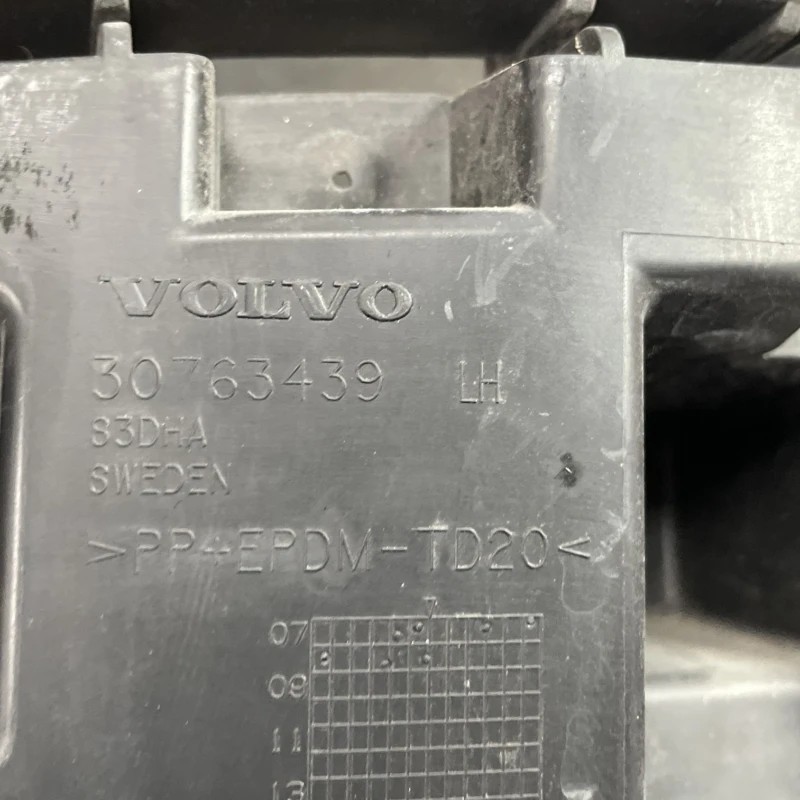 VOLVO
30763439 LH
83DHA
SWEDEN
>PP+EPDM-TD20<
07
09
11
13